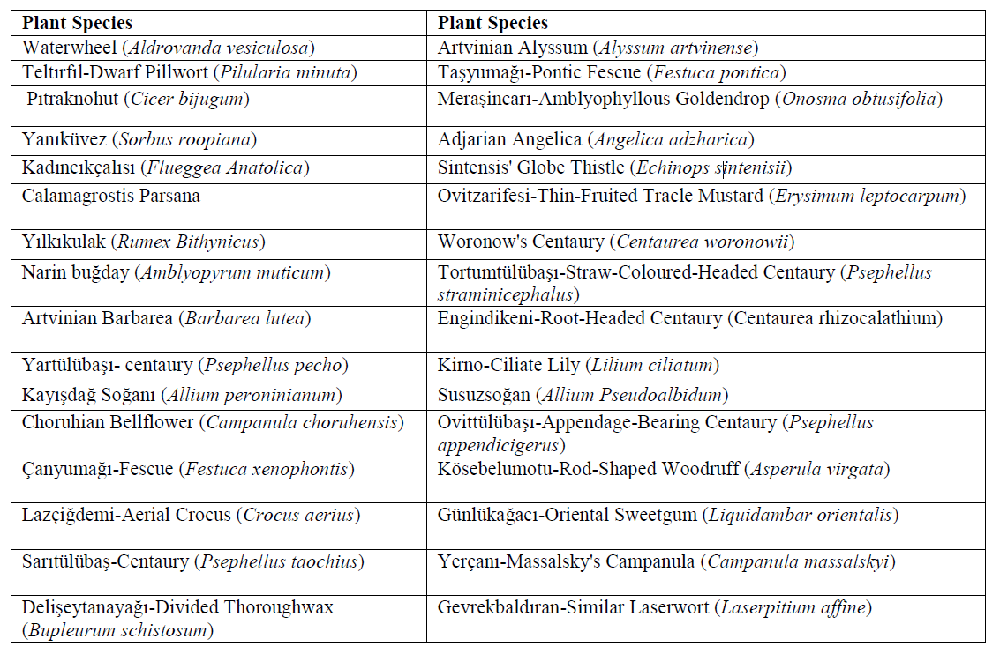 Plant Species Plant Species
Waterwheel (Aldrovanda vesiculosa) Artvinian Alyssum (Alyssum artvinense)
Teltırfıl-Dwarf Pillwort (Pilularia minuta) Taşyumağı-Pontic Fescue (Festuca pontica)
Pıtraknohut (Cicer bijugum) Meraşincarı-Amblyophyllous Goldendrop (Onosma obtusifolia)
Yanıküvez (Sorbus roopiana) Adjarian Angelica (Angelica adzharica)
Kadıncıkçalısı (Flueggea Anatolica) Sintensis' Globe Thistle (Echinops sintenisii)
Calamagrostis Parsana Ovitzarifesi-Thin-Fruited Tracle Mustard (Erysimum leptocarpum)
Yılkıkulak (Rumex Bithynicus) Woronow's Centaury (Centaurea woronowii)
Narin buğday (Amblyopyrum muticum) Tortumtülübaşı-Straw-Coloured-Headed Centaury (Psephellus
straminicephalus)
Artvinian Barbarea (Barbarea lutea) Engindikeni-Root-Headed Centaury (Centaurea rhizocalathium)
Yartülübaşı- centaury (Psephellus pecho) Kirno-Ciliate Lily (Lilium ciliatum)
Kayışdağ Soğanı (Allium peroninianum) Susuzsoğan (Allium Pseudoalbidum)
Choruhian Bellflower (Campanula choruhensis) Ovittülübaşı-Appendage-Bearing Centaury (Psephellus
appendicigerus)
Çanyumağı-Fescue (Festuca xenophontis) Kösebelumotu-Rod-Shaped Woodruff (Asperula virgata)
Lazçiğdemi-Aerial Crocus (Crocus aerius) Günlükağacı-Oriental Sweetgum (Liquidambar orientalis)
Sarıtülübaş-Centaury (Psephellus taochius) Yerçanı-Massalsky's Campanula (Campanula massalskyi)
Delişeytanayağı-Divided Thoroughwax Gevrekbaldıran-Similar Laserwort (Laserpitium affine)
(Bupleurum schistosum)